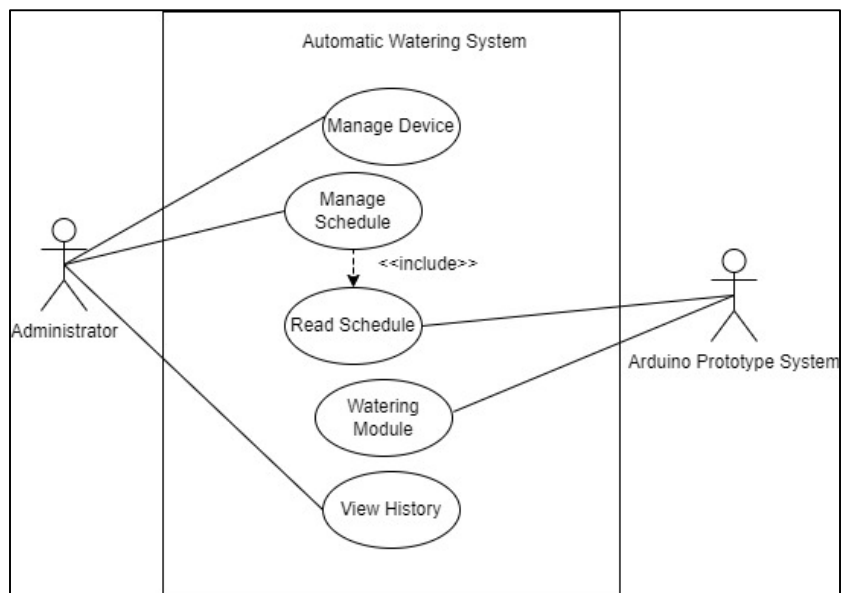 Automatic Watering System
Manage Device
Manage
Schedule
<<include>>
Read Schedule
Administrator
Arduino Prototype System
Watering
Module
View History